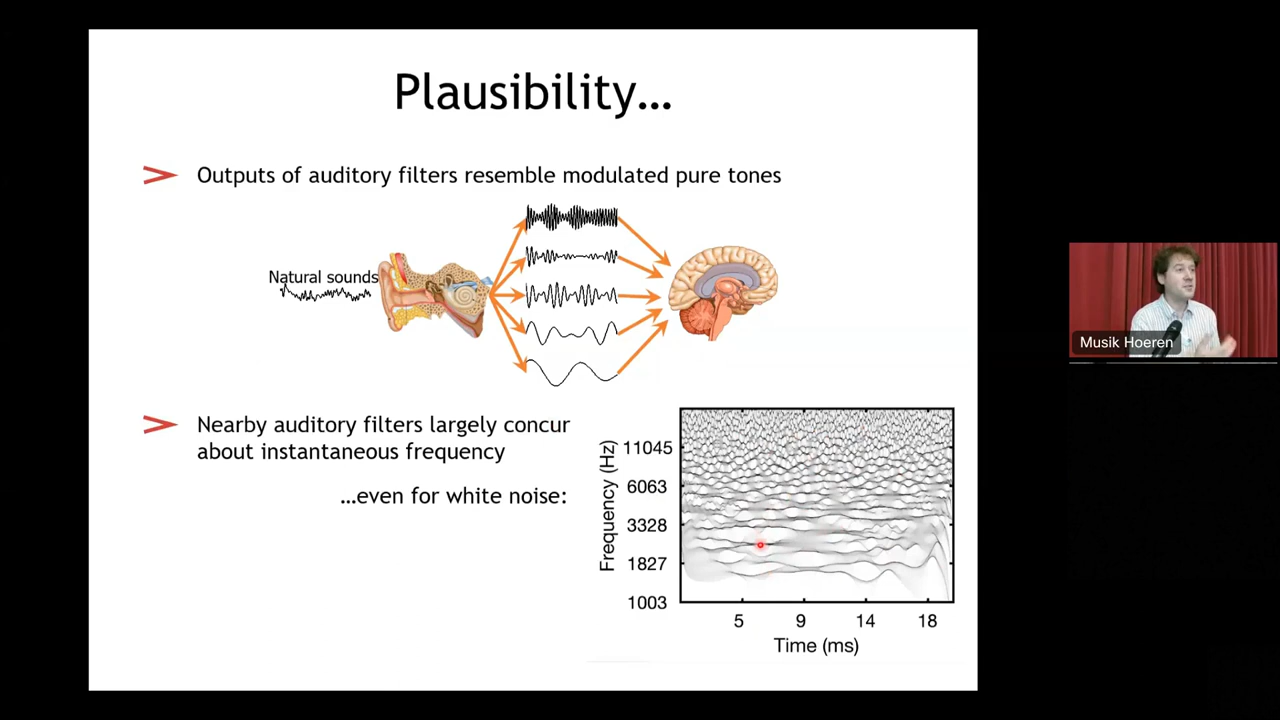 Plausibility...
Outputs of auditory filters resemble modulated pure tones
Natural sounds
Nearby auditory filters largely concur
about instantaneous frequency
...even for white noise:
Frequency (Hz)
11045
6063
3328
1827
1003
5 9 14 18
Time (ms)
Musik Hoeren